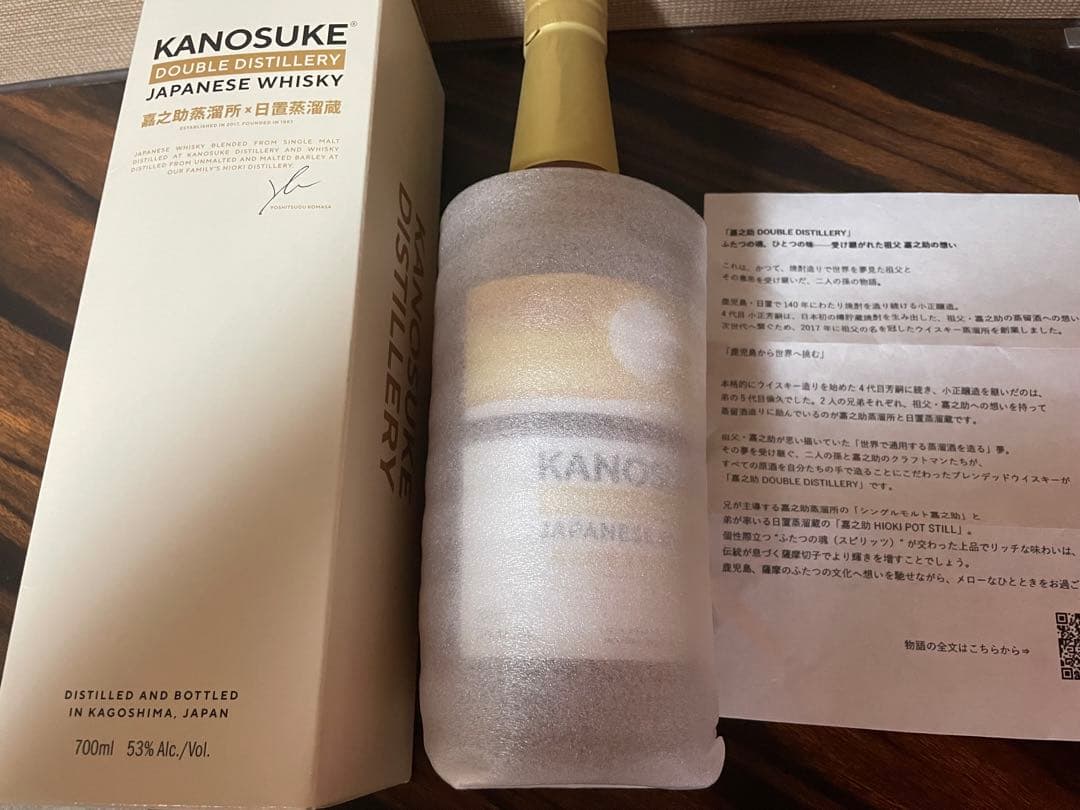 KANOSUKE®
DOUBLE DISTILLERY
JAPANESE WHISKY
嘉之助蒸溜所×日置蒸溜蔵
ESTABLISHED IN 2017, FOUNDED IN 1883
JAPANESE WHISKY BLENDED FROM SINGLE MALT
DISTILLED AT KANOSUKE DISTILLERY AND WHISKY
DISTILLED FROM UNMALTED AND MALTED BARLEY AT
OUR FAMILY'S HIOKI DISTILLERY.
YOSHITSUGU KOMASA
DISTILLED AND BOTTLED
IN KAGOSHIMA, JAPAN
700ml 53% Alc./Vol.
KANOSUKE
DISTILLERY
KANOS
JAPANESE
「嘉之助 DOUBLE DISTILLERY」
ふたつの魂、ひとつの味——受け継がれた祖父 嘉之助の想い
これは、かつて、焼酎造りで世界を夢見た祖父と
その意志を受け継いだ、二人の孫の物語。
鹿児島・日置で140年にわたり焼酎を造り続ける小正醸造。
4代目 小正芳嗣は、日本初の樽貯蔵焼酎を生み出した、祖父・嘉之助の蒸留酒への想い
次世代へ繋ぐため、2017年に祖父の名を冠したウイスキー蒸溜所を創業しました。
「鹿児島から世界へ挑む」
本格的にウイスキー造りを始めた4代目芳嗣に続き、小正醸造を継いだのは、
弟の5代目倫久でした。2人の兄弟それぞれ、祖父・嘉之助への想いを持って
蒸留酒造りに励んでいるのが嘉之助蒸溜所と日置蒸溜蔵です。
祖父・嘉之助が思い描いていた「世界で通用する蒸溜酒を造る」夢。
その夢を受け継ぐ、二人の孫と嘉之助のクラフトマンたちが、
すべての原酒を自分たちの手で造ることにこだわったブレンデッドウイスキーが
「嘉之助 DOUBLE DISTILLERY」です。
兄が主導する嘉之助蒸溜所の「シングルモルト嘉之助」と
弟が率いる日置蒸溜蔵の「嘉之助 HIOKI POT STILL」。
個性際立つ“ふたつの魂（スピリッツ）”が交わった上品でリッチな味わいは、
伝統が息づく薩摩切子でより輝きを増すことでしょう。
鹿児島、薩摩のふたつの文化へ想いを馳せながら、メローなひとときをお過ご
物語の全文はこちらから⇒